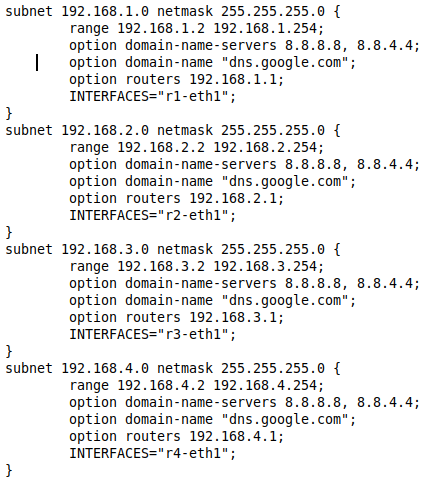 subnet 192.168.1.0 netmask 255.255.255.0 {
        range 192.168.1.2 192.168.1.254;
        option domain-name-servers 8.8.8.8, 8.8.4.4;
        option domain-name "dns.google.com";
        option routers 192.168.1.1;
        INTERFACES="r1-eth1";
}
subnet 192.168.2.0 netmask 255.255.255.0 {
        range 192.168.2.2 192.168.2.254;
        option domain-name-servers 8.8.8.8, 8.8.4.4;
        option domain-name "dns.google.com";
        option routers 192.168.2.1;
        INTERFACES="r2-eth1";
}
subnet 192.168.3.0 netmask 255.255.255.0 {
        range 192.168.3.2 192.168.3.254;
        option domain-name-servers 8.8.8.8, 8.8.4.4;
        option domain-name "dns.google.com";
        option routers 192.168.3.1;
        INTERFACES="r3-eth1";
}
subnet 192.168.4.0 netmask 255.255.255.0 {
        range 192.168.4.2 192.168.4.254;
        option domain-name-servers 8.8.8.8, 8.8.4.4;
        option domain-name "dns.google.com";
        option routers 192.168.4.1;
        INTERFACES="r4-eth1";
}